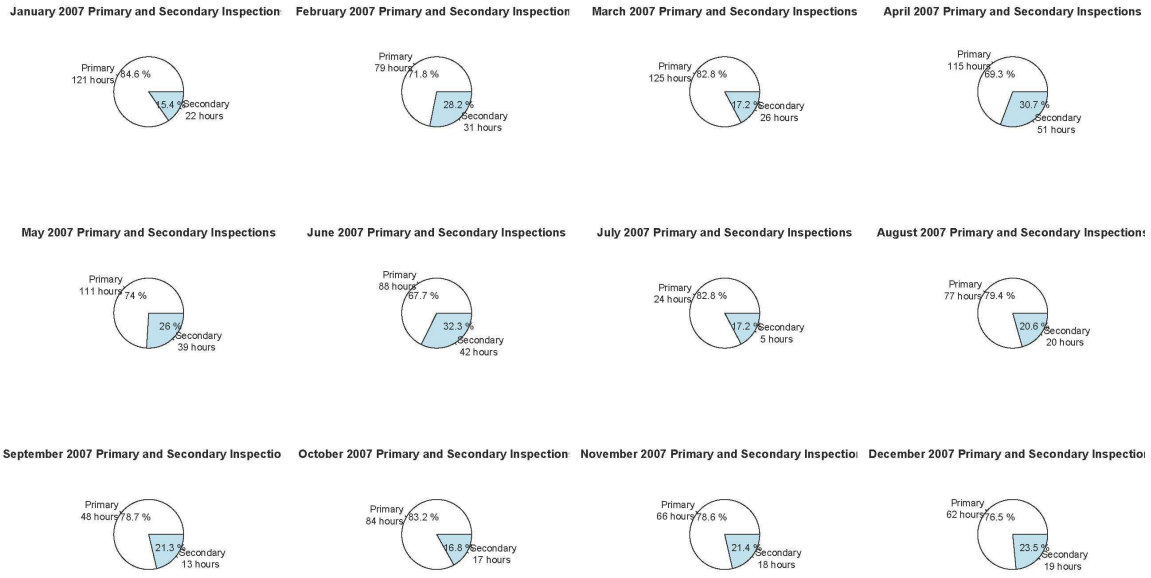 January 2007 Primary and Secondary Inspection
Primary
121 hours
84.6 %
15.4 %
Secondary
22 hours
February 2007 Primary and Secondary Inspection
Primary
79 hours
71.8 %
28.2 %
Secondary
31 hours
March 2007 Primary and Secondary Inspections
Primary
125 hours
82.8 %
17.2 %
Secondary
26 hours
April 2007 Primary and Secondary Inspections
Primary
115 hours
69.3 %
30.7 %
Secondary
51 hours
May 2007 Primary and Secondary Inspections
Primary
111 hours
74 %
26 %
Secondary
39 hours
June 2007 Primary and Secondary Inspections
Primary
88 hours
67.7 %
32.3 %
Secondary
42 hours
July 2007 Primary and Secondary Inspections
Primary
24 hours
82.8 %
17.2 %
Secondary
5 hours
August 2007 Primary and Secondary Inspections
Primary
77 hours
79.4 %
20.6 %
Secondary
20 hours
September 2007 Primary and Secondary Inspectio
Primary
48 hours
78.7 %
21.3 %
Secondary
13 hours
October 2007 Primary and Secondary Inspection
Primary
84 hours
83.2 %
16.8 %
Secondary
17 hours
November 2007 Primary and Secondary Inspectio
Primary
66 hours
78.6 %
21.4 %
Secondary
18 hours
December 2007 Primary and Secondary Inspectio
Primary
62 hours
76.5 %
23.5 %
Secondary
19 hours